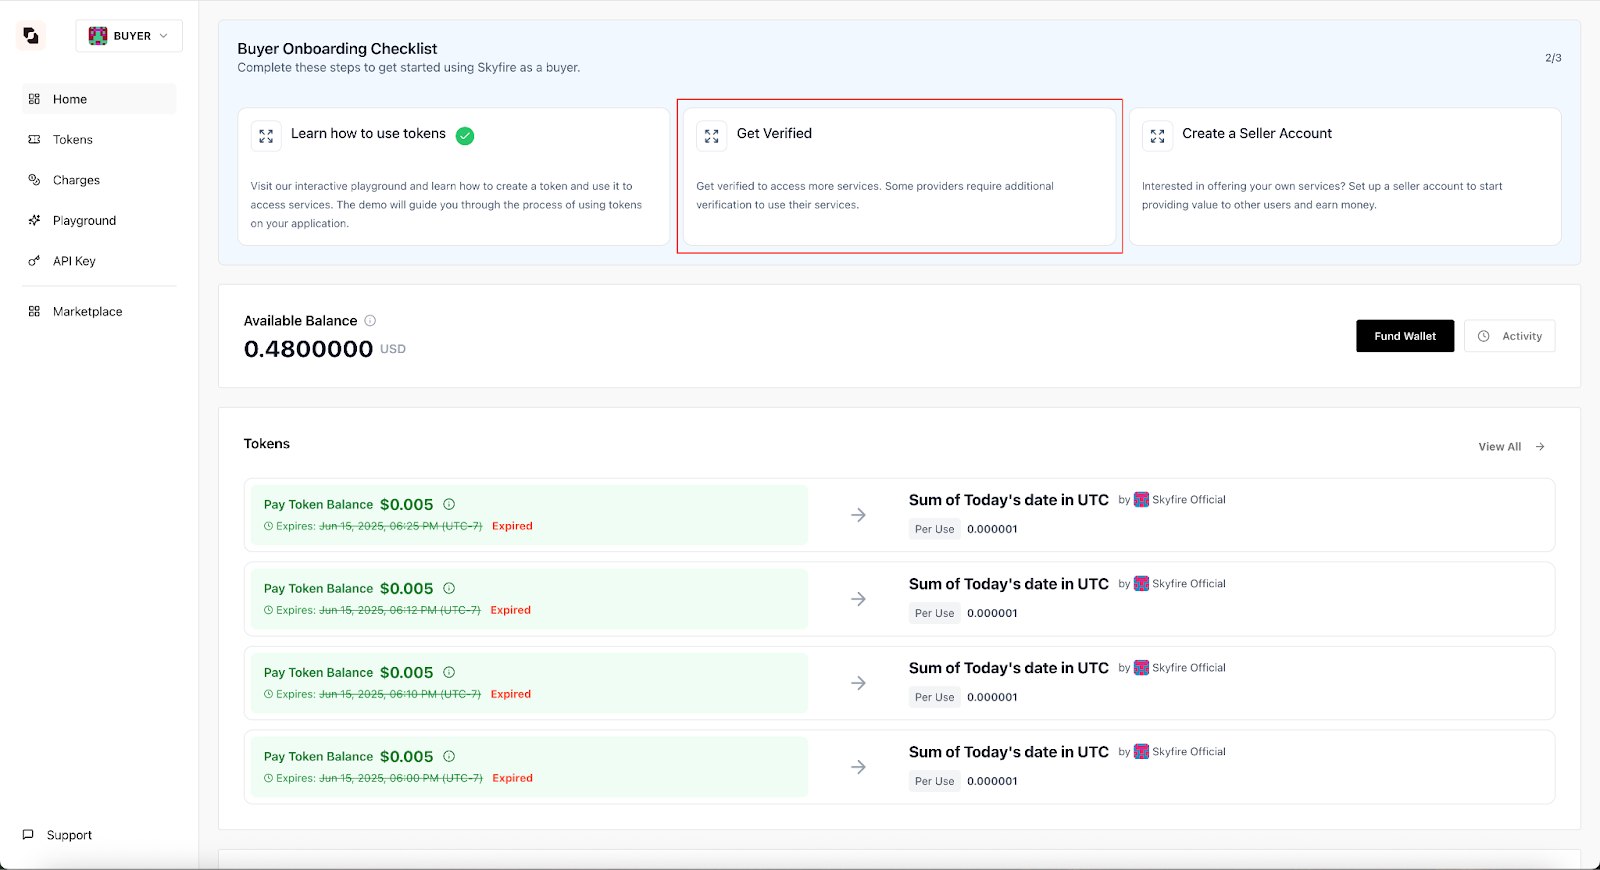 BUYER
Home
Tokens
Charges
Playground
API Key
Marketplace
Support
Buyer Onboarding Checklist
Complete these steps to get started using Skyfire as a buyer.
2/3
Learn how to use tokens
Visit our interactive playground and learn how to create a token and use it to
access services. The demo will guide you through the process of using tokens
on your application.
Get Verified
Get verified to access more services. Some providers require additional
verification to use their services.
Create a Seller Account
Interested in offering your own services? Set up a seller account to start
providing value to other users and earn money.
Available Balance
0.4800000 USD
Fund Wallet
Activity
Tokens
View All
Pay Token Balance $0.005
Expires: Jun 15, 2025, 06:25 PM (UTC-7) Expired
Sum of Today's date in UTC by Skyfire Official
Per Use 0.000001
Pay Token Balance $0.005
Expires: Jun 15, 2025, 06:12 PM (UTC-7) Expired
Sum of Today's date in UTC by Skyfire Official
Per Use 0.000001
Pay Token Balance $0.005
Expires: Jun 15, 2025, 06:10 PM (UTC-7) Expired
Sum of Today's date in UTC by Skyfire Official
Per Use 0.000001
Pay Token Balance $0.005
Expires: Jun 15, 2025, 06:00 PM (UTC-7) Expired
Sum of Today's date in UTC by Skyfire Official
Per Use 0.000001